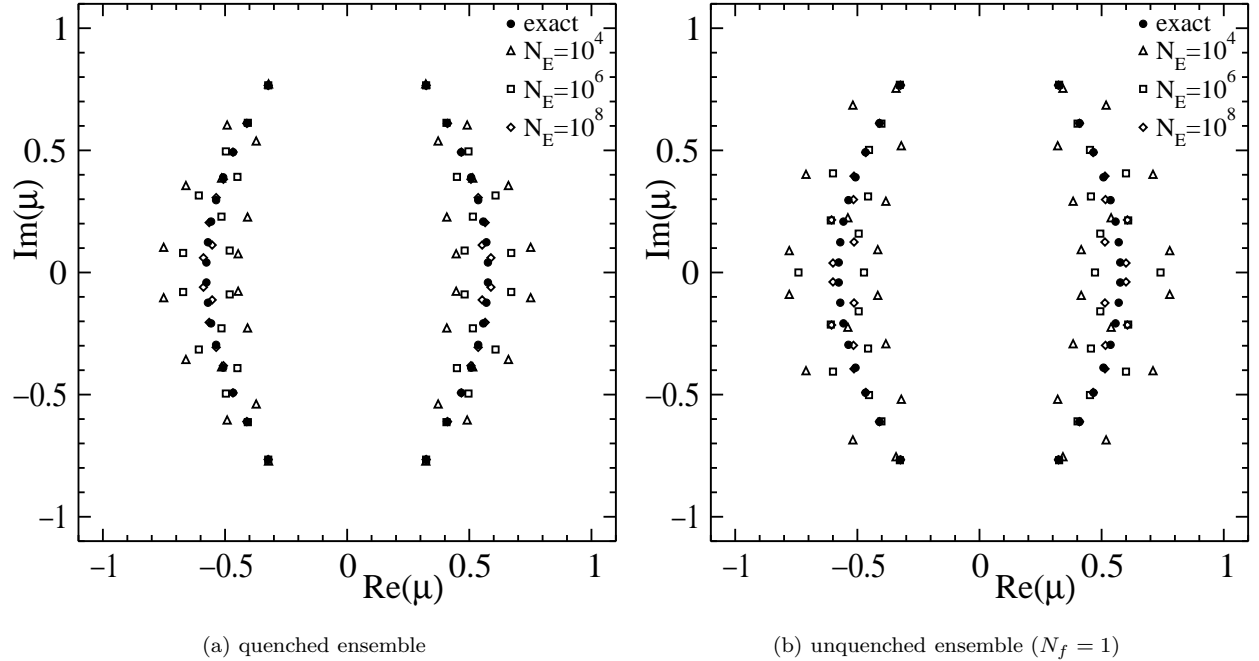 exact
N_E=10^4
N_E=10^6
N_E=10^8
1
0.5
0
−0.5
−1
Im(μ)
−1 −0.5 0 0.5 1
Re(μ)
(a) quenched ensemble
exact
N_E=10^4
N_E=10^6
N_E=10^8
1
0.5
0
−0.5
−1
Im(μ)
−1 −0.5 0 0.5 1
Re(μ)
(b) unquenched ensemble (N_f = 1)